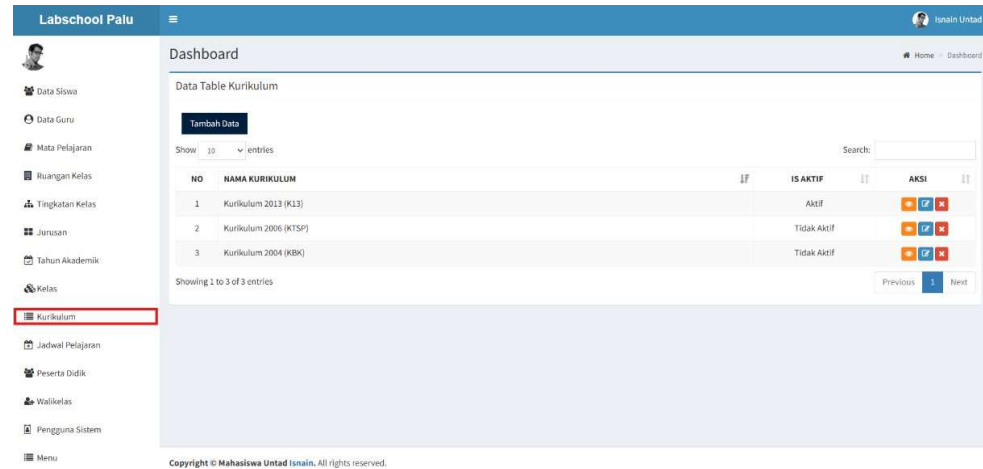 Labschool Palu
Isnain Untad
Dashboard
Home > Dashboard
Data Siswa
Data Guru
Mata Pelajaran
Ruangan Kelas
Tingkatan Kelas
Jurusan
Tahun Akademik
Kelas
Kurikulum
Jadwal Pelajaran
Peserta Didik
Walikelas
Pengguna Sistem
Menu
Data Table Kurikulum
Tambah Data
Show 10 entries
Search:
NO NAMA KURIKULUM IS AKTIF AKSI
1 Kurikulum 2013 (K13) Aktif
2 Kurikulum 2006 (KTSP) Tidak Aktif
3 Kurikulum 2004 (KBK) Tidak Aktif
Showing 1 to 3 of 3 entries
Previous 1 Next
Copyright © Mahasiswa Untad Isnain. All rights reserved.